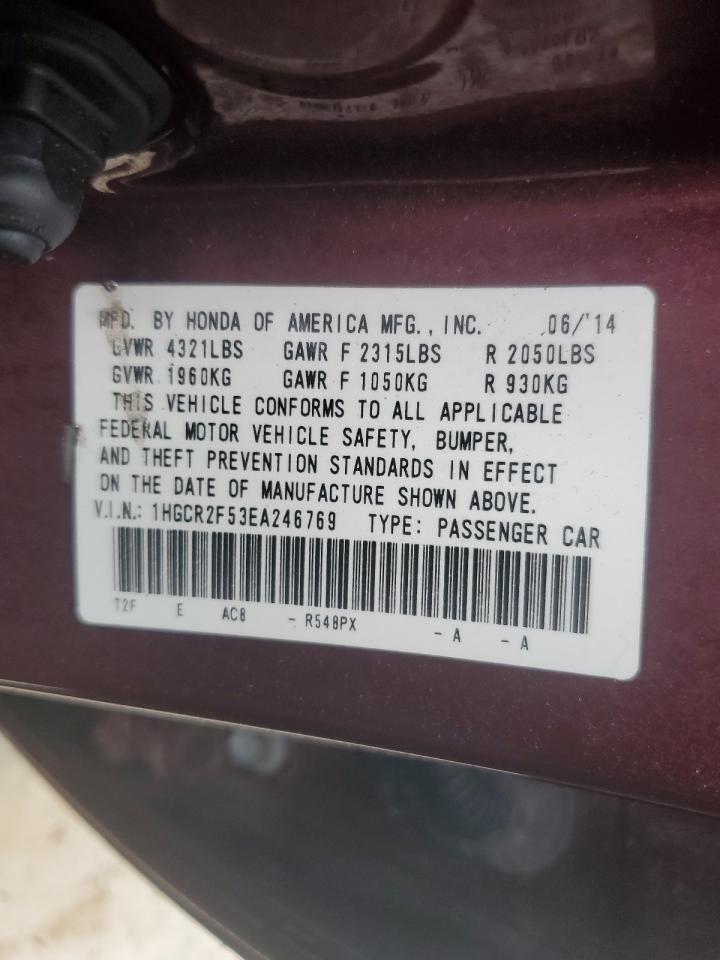 MFD. BY HONDA OF AMERICA MFG., INC. 06/'14
GVWR 4321LBS GAWR F 2315LBS R 2050LBS
GVWR 1960KG GAWR F 1050KG R 930KG
THIS VEHICLE CONFORMS TO ALL APPLICABLE
FEDERAL MOTOR VEHICLE SAFETY, BUMPER,
AND THEFT PREVENTION STANDARDS IN EFFECT
ON THE DATE OF MANUFACTURE SHOWN ABOVE.
V.I.N.: 1HGCR2F53EA246769 TYPE: PASSENGER CAR
T2F E AC8 - R548PX - A - A